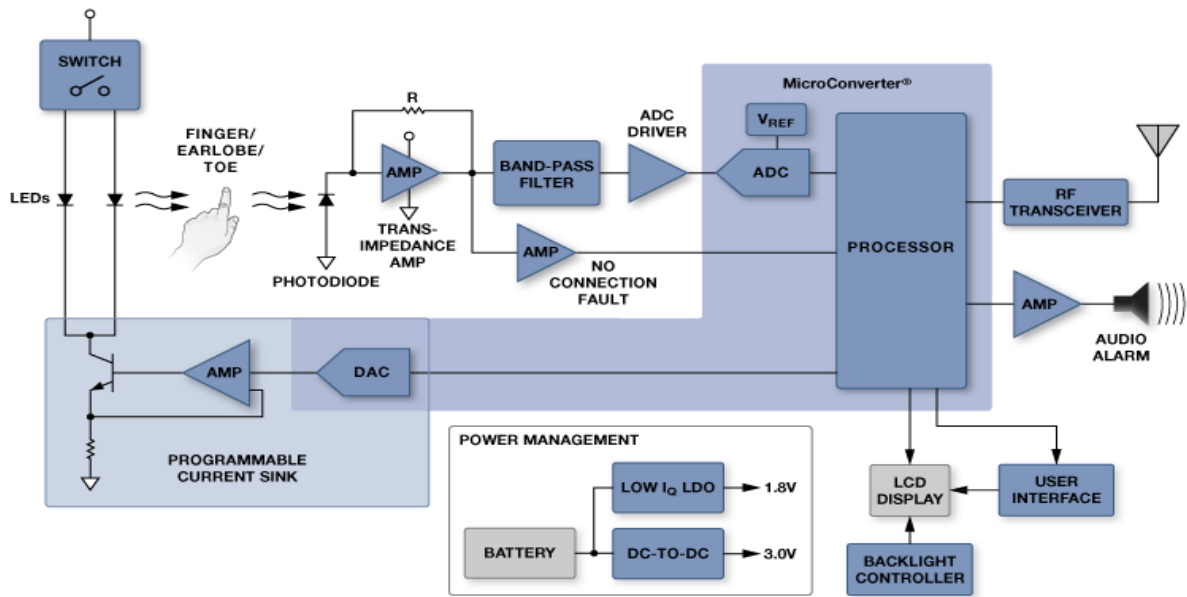 SWITCH
LEDs
FINGER/
EARLOBE/
TOE
R
AMP
TRANS-
IMPEDANCE
AMP
PHOTODIODE
BAND-PASS
FILTER
ADC
DRIVER
AMP
NO
CONNECTION
FAULT
MicroConverter®
VREF
ADC
PROCESSOR
RF
TRANSCEIVER
AMP
AUDIO
ALARM
AMP
DAC
PROGRAMMABLE
CURRENT SINK
POWER MANAGEMENT
BATTERY
LOW IQ LDO
1.8V
DC-TO-DC
3.0V
LCD
DISPLAY
USER
INTERFACE
BACKLIGHT
CONTROLLER